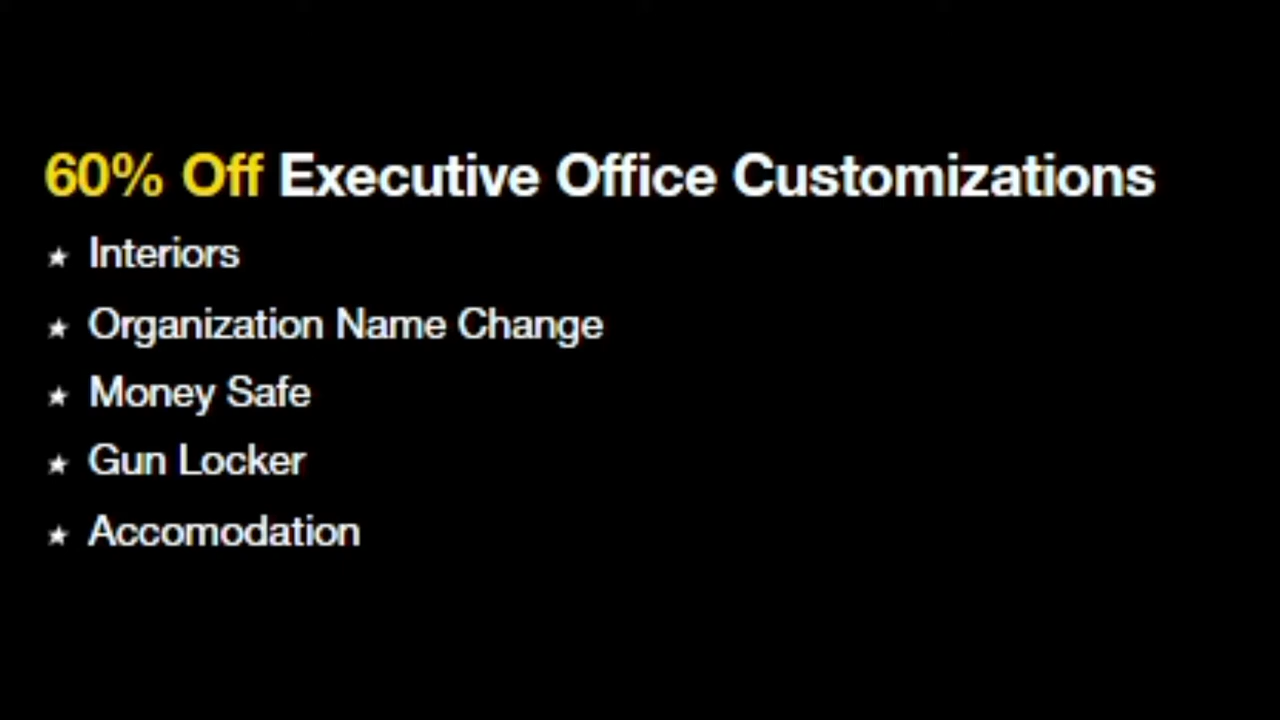 60% Off Executive Office Customizations
★ Interiors
★ Organization Name Change
★ Money Safe
★ Gun Locker
★ Accomodation